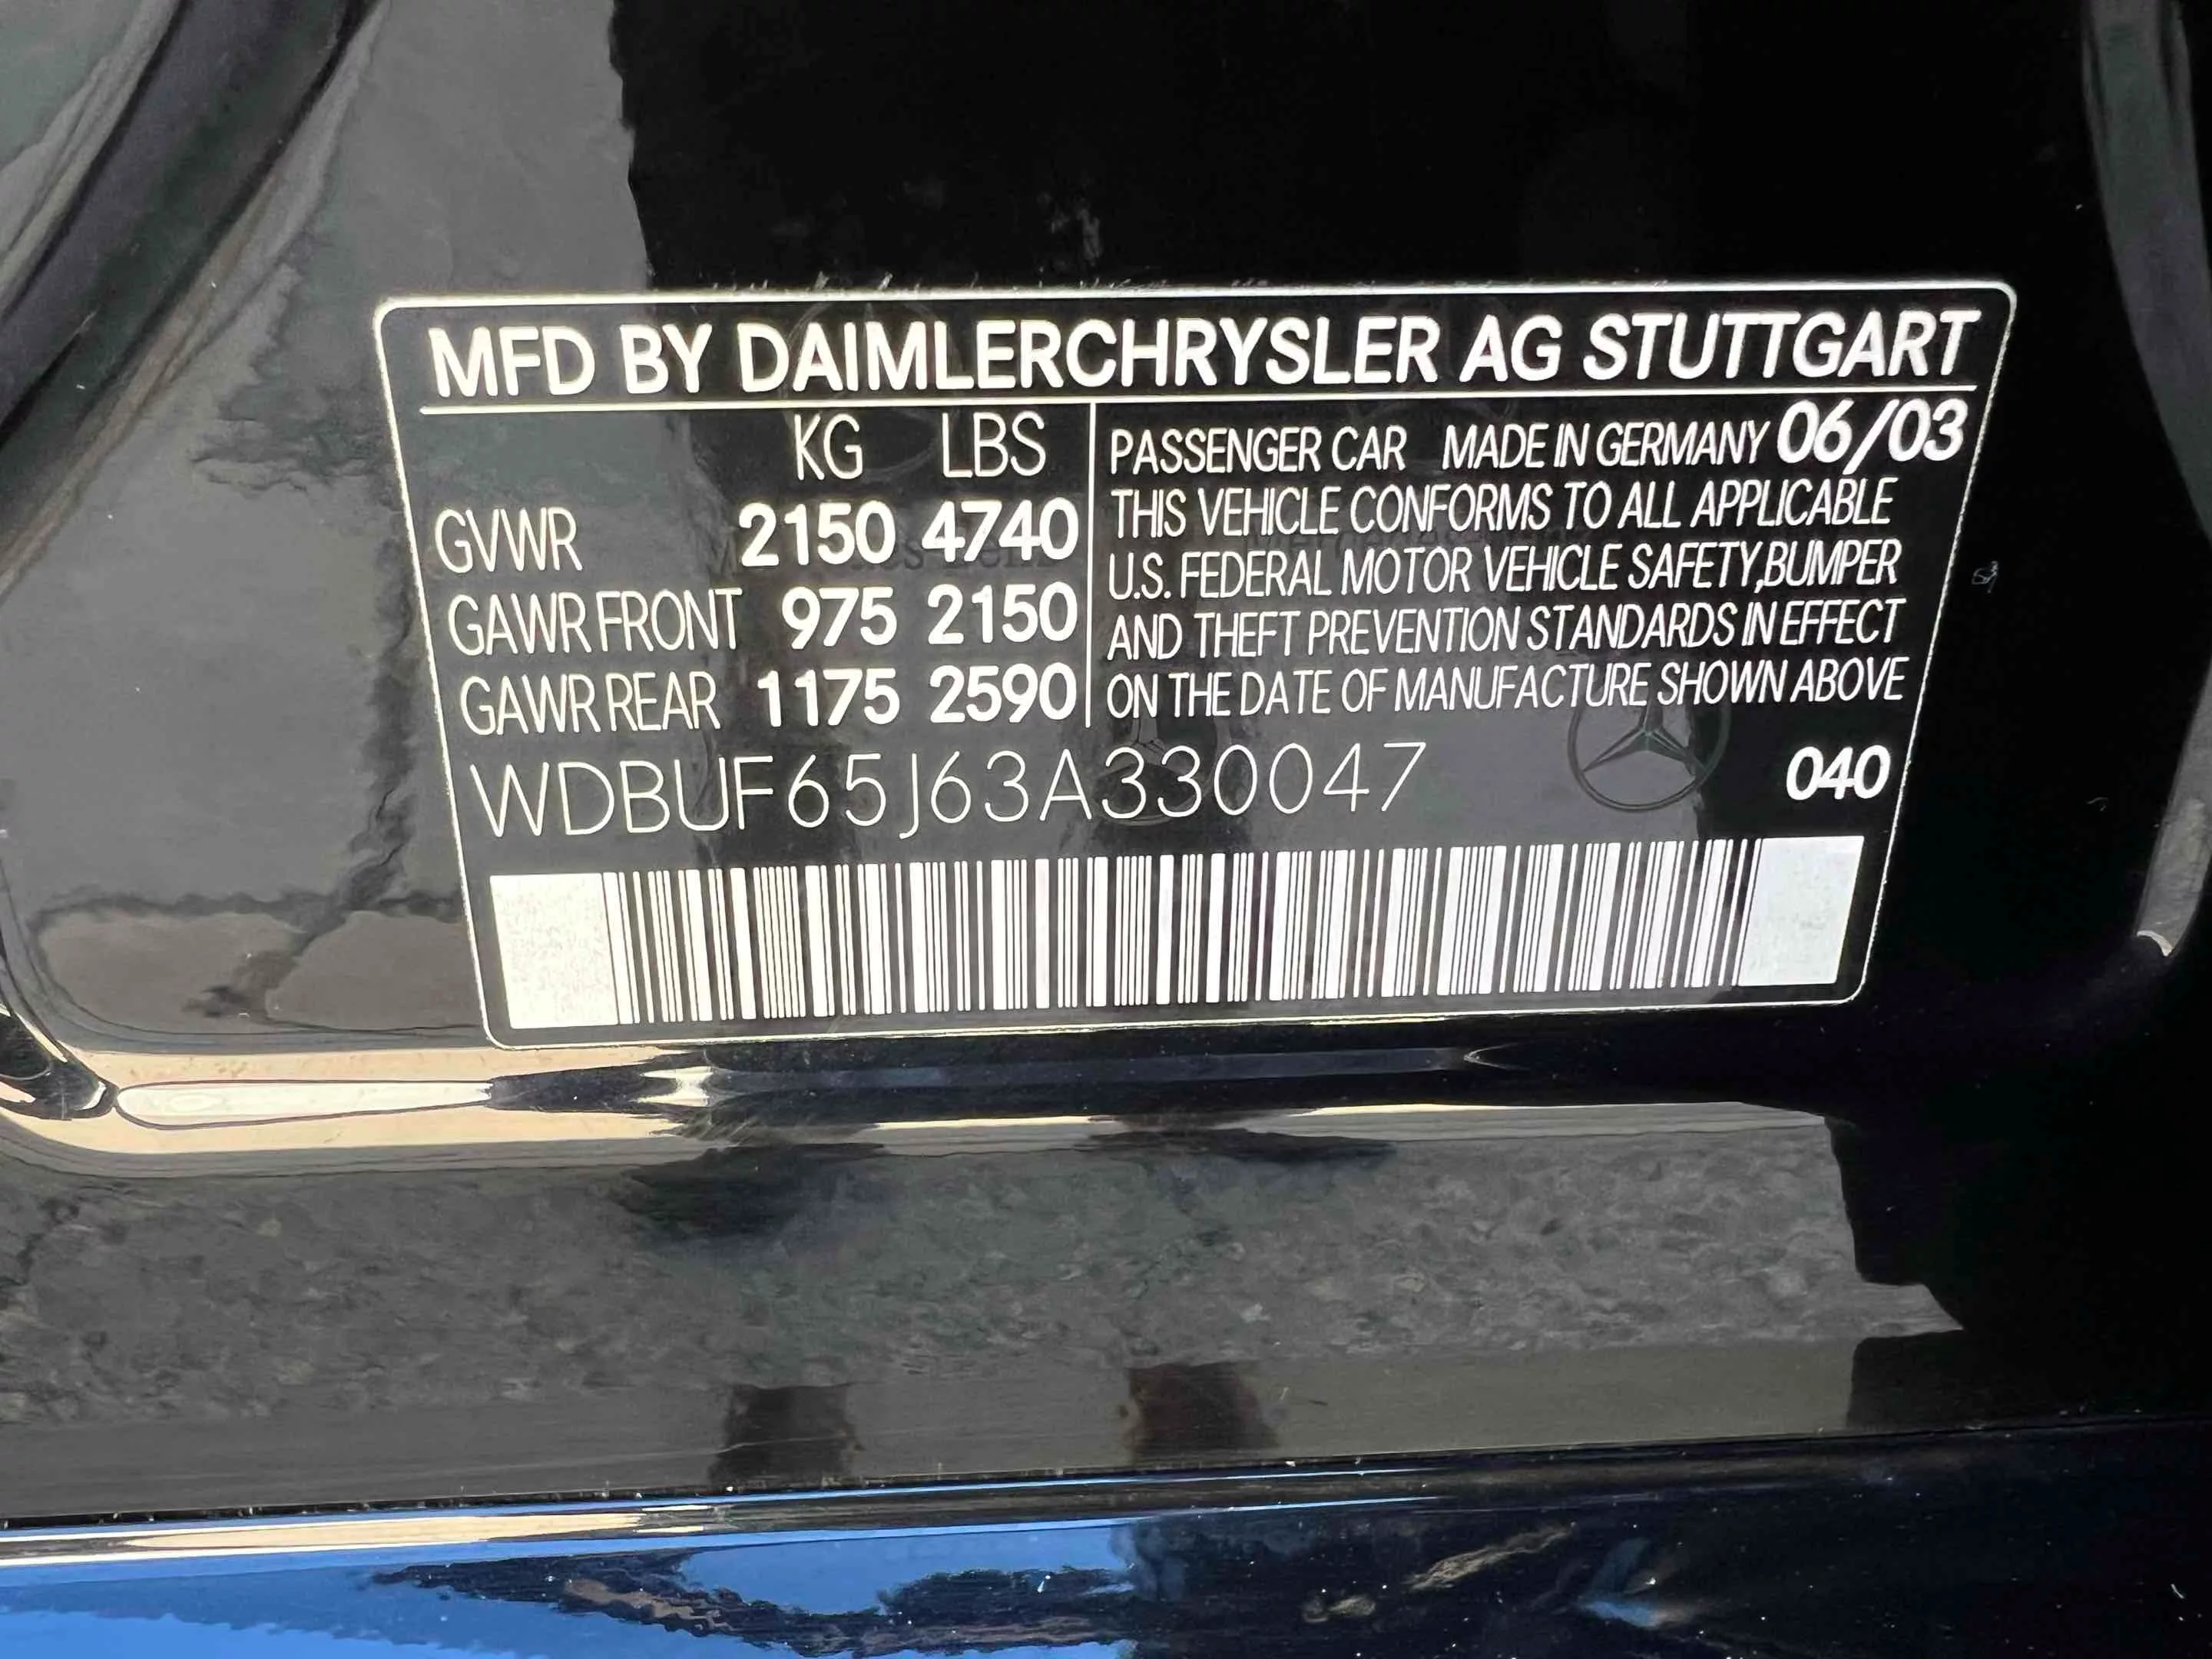 MFD BY DAIMLERCHRYSLER AG STUTTGART
KG LBS
GVWR 2150 4740
GAWR FRONT 975 2150
GAWR REAR 1175 2590
PASSENGER CAR MADE IN GERMANY 06/03
THIS VEHICLE CONFORMS TO ALL APPLICABLE
U.S. FEDERAL MOTOR VEHICLE SAFETY,BUMPER
AND THEFT PREVENTION STANDARDS IN EFFECT
ON THE DATE OF MANUFACTURE SHOWN ABOVE
WDBUF65J63A330047
040